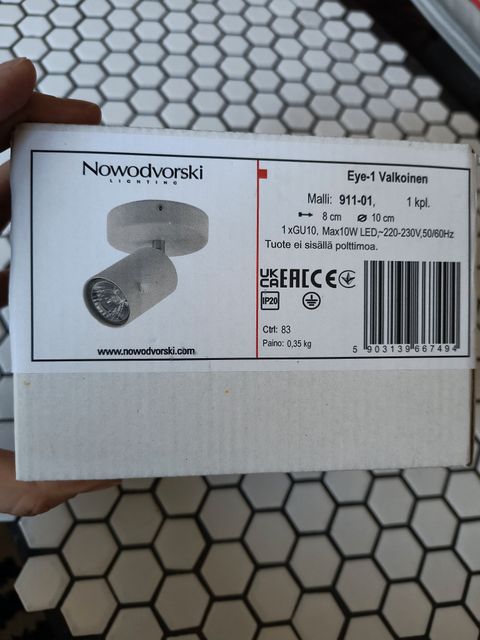 Nowodvorski
LIGHTING
www.nowodvorski.com
Eye-1 Valkoinen
Malli: 911-01, 1 kpl.
8 cm ⌀ 10 cm
1xGU10, Max10W LED,~220-230V,50/60Hz
Tuote ei sisällä polttimoa.
UK CA EAC CE
IP20
Ctrl: 83
Paino: 0,35 kg
5 903139 667494